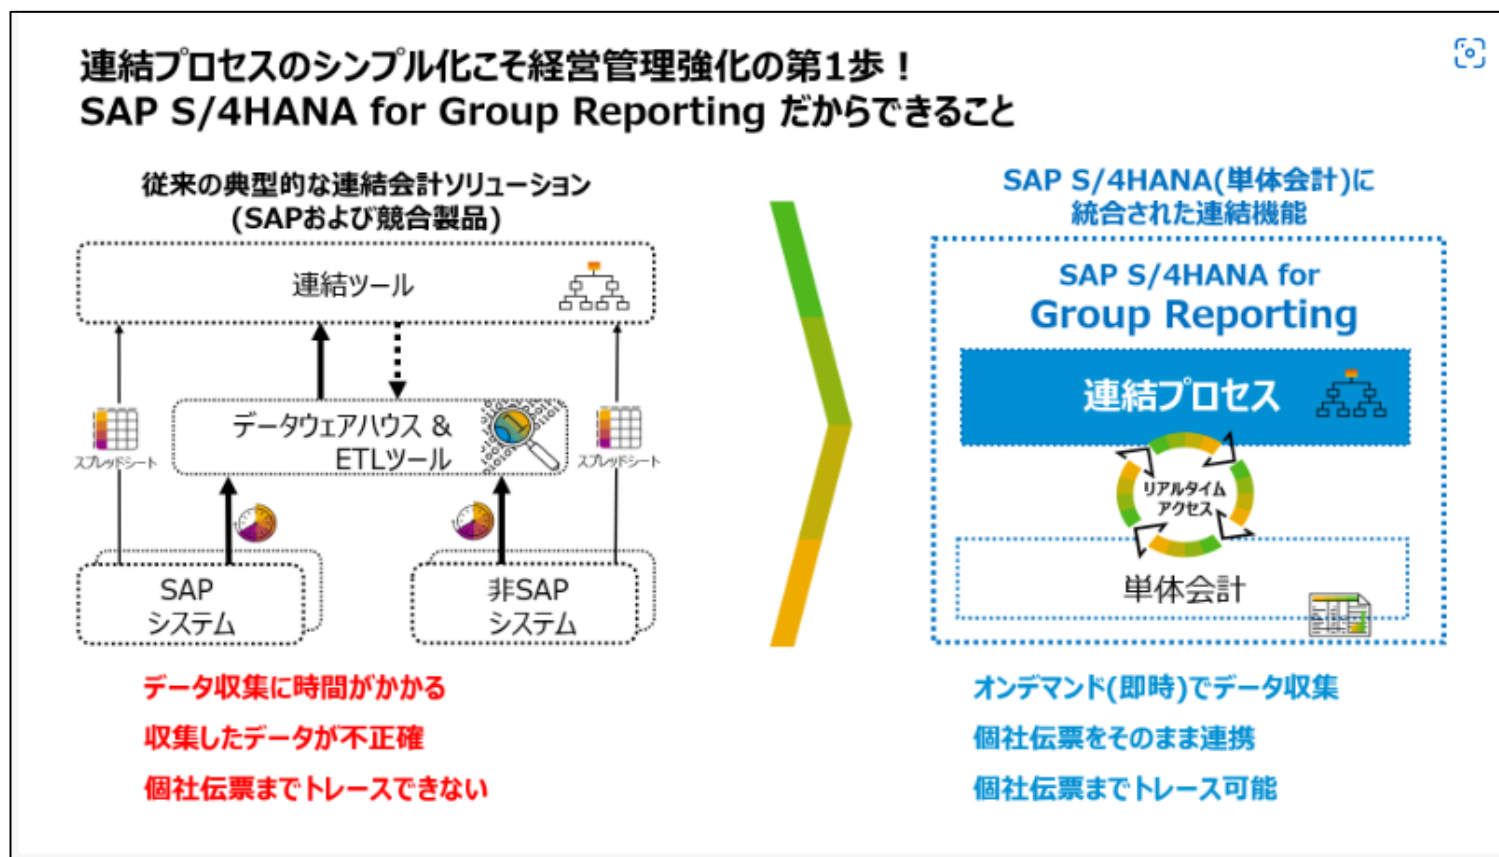 連結プロセスのシンプル化こそ経営管理強化の第1歩！
SAP S/4HANA for Group Reporting だからできること
従来の典型的な連結会計ソリューション
(SAPおよび競合製品)
連結ツール
スプレッドシート
データウェアハウス &
ETLツール
スプレッドシート
SAP
システム
非SAP
システム
データ収集に時間がかかる
収集したデータが不正確
個社伝票までトレースできない
SAP S/4HANA(単体会計)に
統合された連結機能
SAP S/4HANA for
Group Reporting
連結プロセス
リアルタイム
アクセス
単体会計
オンデマンド(即時)でデータ収集
個社伝票をそのまま連携
個社伝票までトレース可能